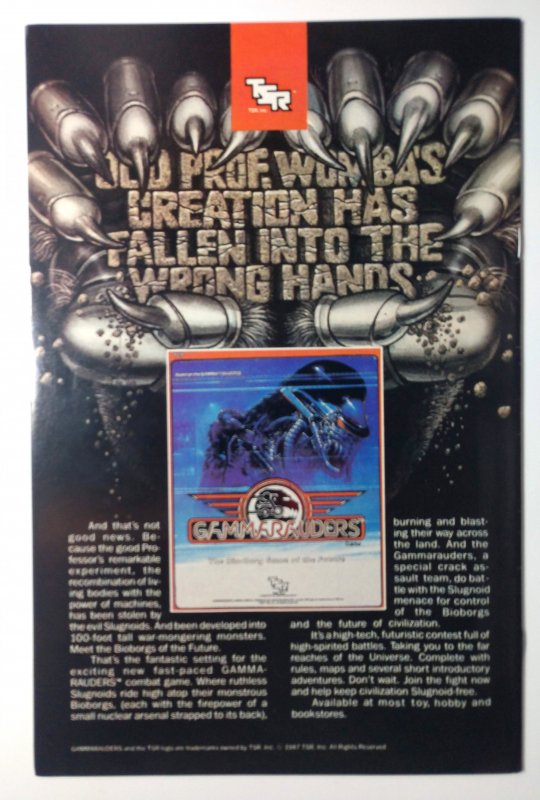 TSR
TSR, Inc.
OLD PROF. WOMBA'S
CREATION HAS
FALLEN INTO THE
WRONG HANDS.
GAMMARAUDERS
Game
TSR
And that's not
good news. Be-
cause the good Pro-
fessor's remarkable
experiment, the
recombination of liv-
ing bodies with the
power of machines,
has been stolen by
the evil Slugnoids. And been developed into
100-foot tall war-mongering monsters.
Meet the Bioborgs of the Future.
That's the fantastic setting for the
exciting new fast-paced GAMMA-
RAUDERS™ combat game. Where ruthless
Slugnoids ride high atop their monstrous
Bioborgs, (each with the firepower of a
small nuclear arsenal strapped to its back),
burning and blast-
ing their way across
the land. And the
Gammarauders, a
special crack as-
sault team, do bat-
tle with the Slugnoid
menace for control
of the Bioborgs
and the future of civilization.
It's a high-tech, futuristic contest full of
high-spirited battles. Taking you to the far
reaches of the Universe. Complete with
rules, maps and several short introductory
adventures. Don't wait. Join the fight now
and help keep civilization Slugnoid-free.
Available at most toy, hobby and
bookstores.
GAMMARAUDERS and the TSR logo are trademarks owned by TSR, Inc. © 1987 TSR, Inc. All Rights Reserved